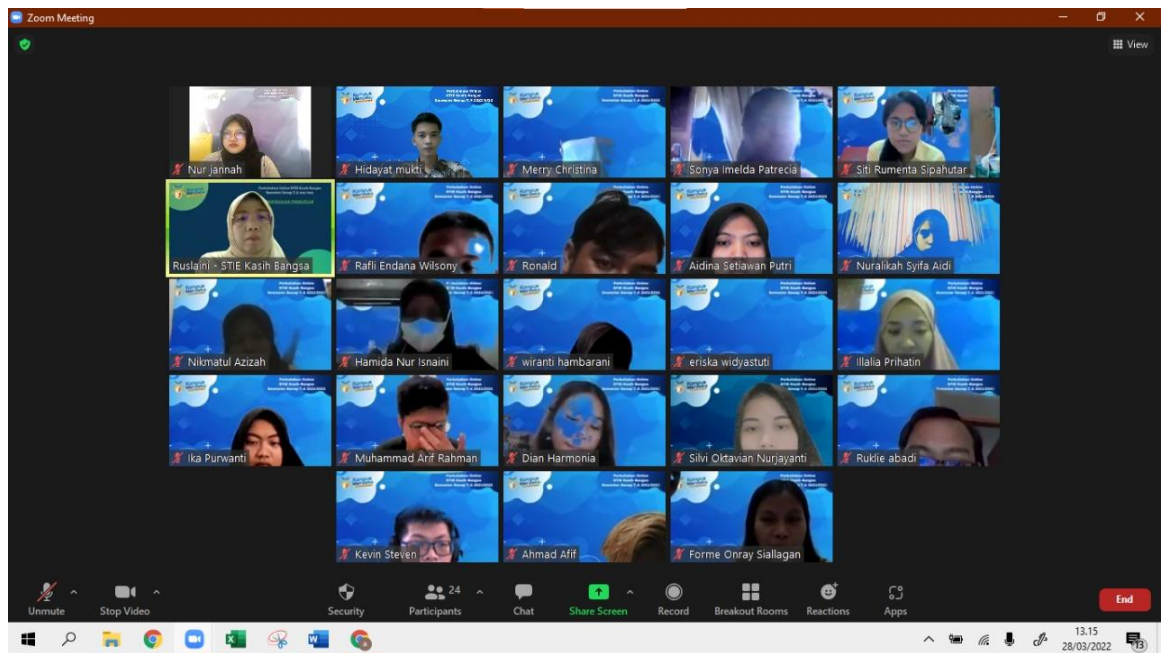 Zoom Meeting
View
Nur jannah
Hidayat mukti
Merry Christina
Sonya Imelda Patrecia
Siti Rumenta Sipahutar
Ruslaini - STIE Kasih Bangsa
Rafli Endana Wilsony
Ronald
Aidina Setiawan Putri
Nuralikah Syifa Aidi
Nikmatul Azizah
Hamida Nur Isnaini
wiranti hambarani
eriska widyastuti
Illalia Prihatin
Ika Purwanti
Muhammad Arif Rahman
Dian Harmonia
Silvi Oktavian Nurjayanti
Ruklie abadi
Kevin Steven
Ahmad Afif
Forme Onray Siallagan
Unmute
Stop Video
Security
24
Participants
Chat
Share Screen
Record
Breakout Rooms
Reactions
Apps
End
13.15
28/03/2022
13